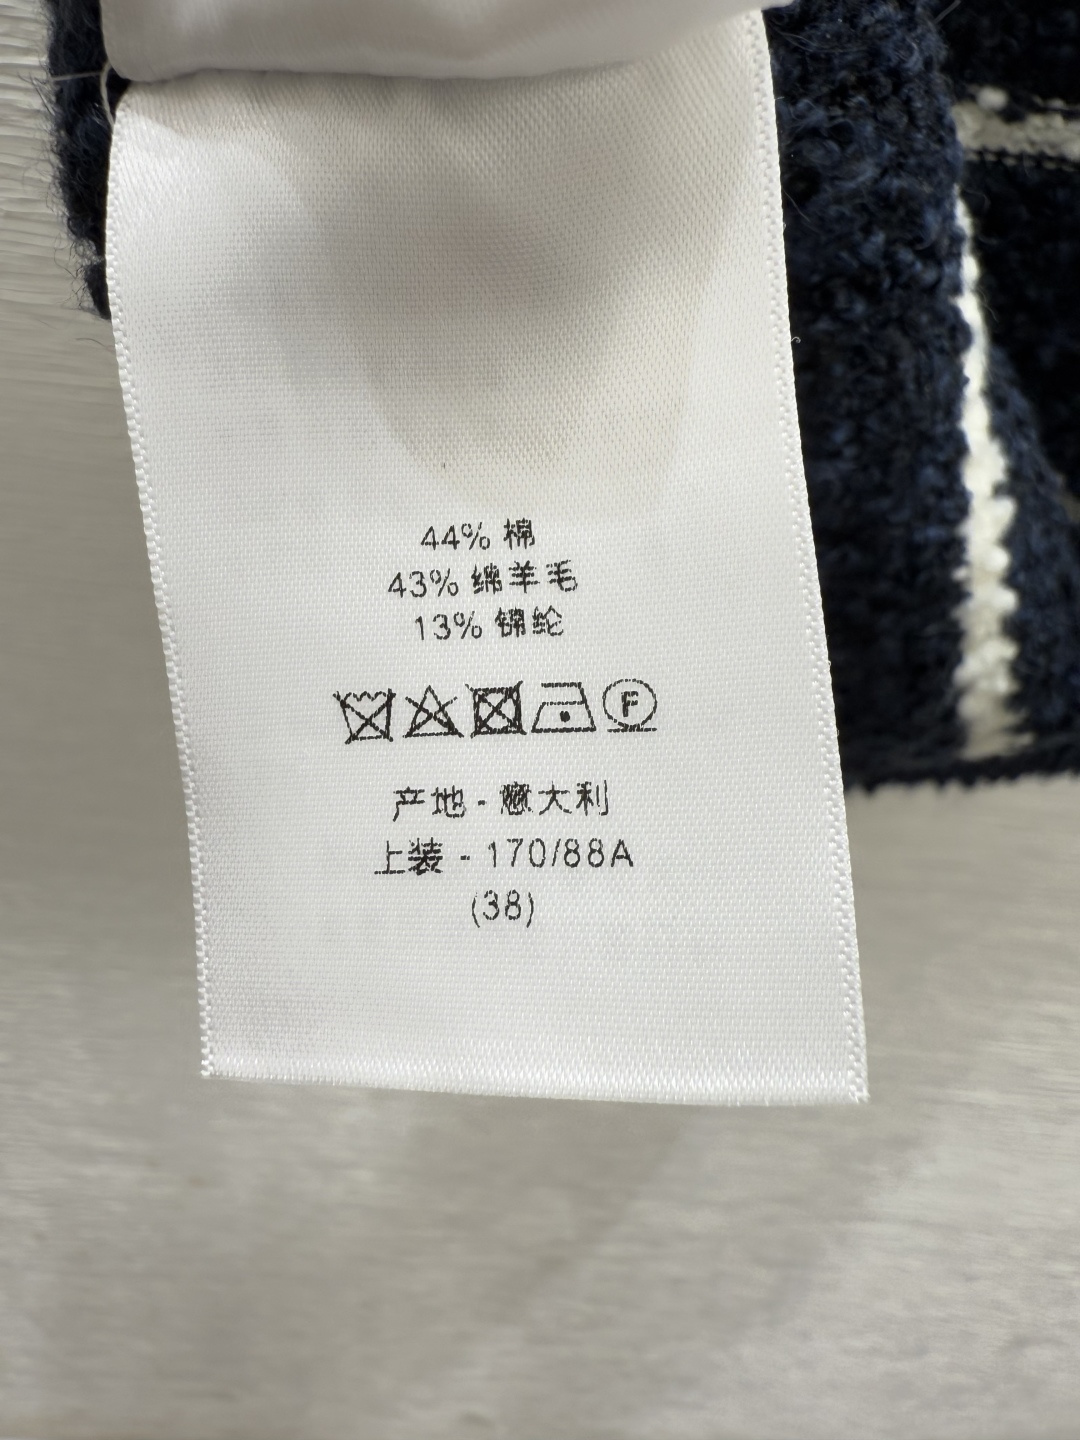 44% 棉
43% 绵羊毛
13% 锦纶
F
产地 - 意大利
上装 - 170/88A
(38)